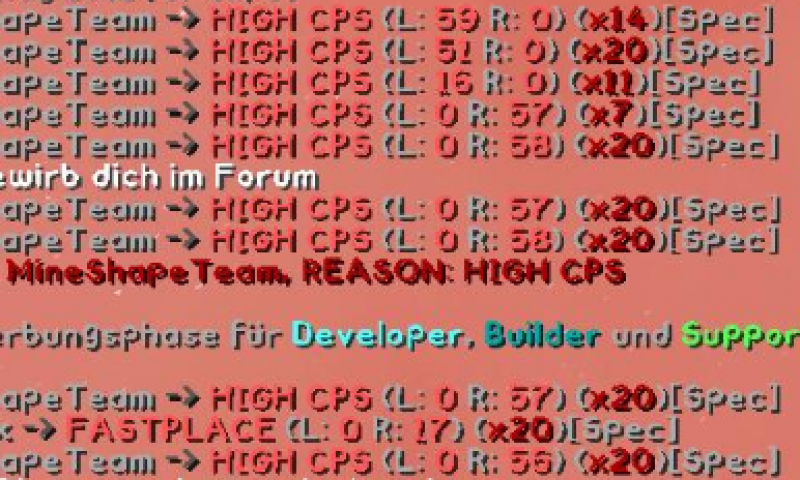 apeTeam -> HIGH CPS (L: 59 R: 0) (x14)[Spec]
apeTeam -> HIGH CPS (L: 51 R: 0) (x20)[Spec]
apeTeam -> HIGH CPS (L: 16 R: 0) (x11)[Spec]
apeTeam -> HIGH CPS (L: 0 R: 57) (x7)[Spec]
apeTeam -> HIGH CPS (L: 0 R: 58) (x20)[Spec]
ewirb dich im Forum
apeTeam -> HIGH CPS (L: 0 R: 57) (x20)[Spec]
apeTeam -> HIGH CPS (L: 0 R: 58) (x20)[Spec]
MineShapeTeam, REASON: HIGH CPS
erbungsphase für Developer, Builder und Suppor
apeTeam -> HIGH CPS (L: 0 R: 57) (x20)[Spec]
x -> FASTPLACE (L: 0 R: 17) (x20)[Spec]
apeTeam -> HIGH CPS (L: 0 R: 56) (x20)[Spec]